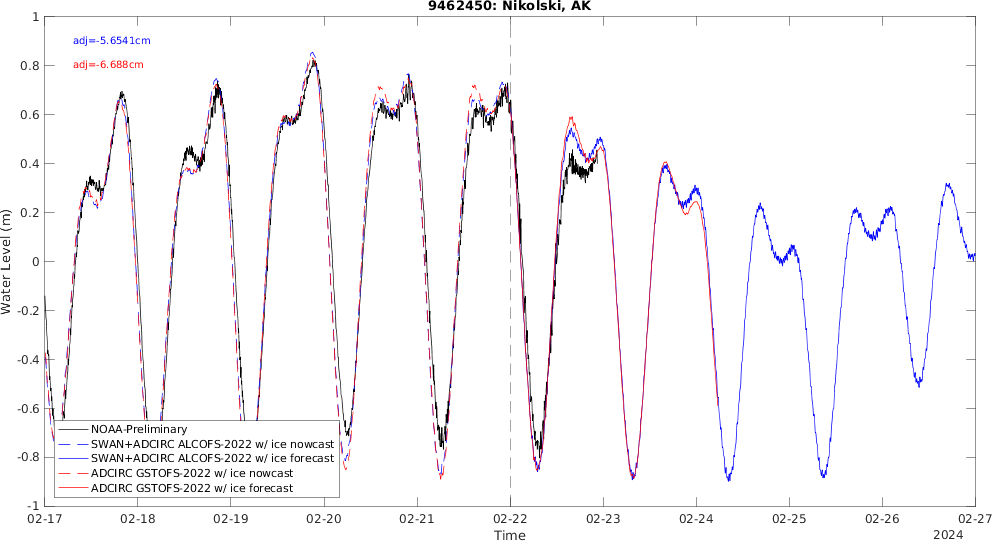 9462450: Nikolski, AK
adj=-5.6541cm
adj=-6.688cm
1
0.8
0.6
0.4
0.2
0
-0.2
-0.4
-0.6
-0.8
-1
Water Level (m)
NOAA-Preliminary
SWAN+ADCIRC ALCOFS-2022 w/ ice nowcast
SWAN+ADCIRC ALCOFS-2022 w/ ice forecast
ADCIRC GSTOFS-2022 w/ ice nowcast
ADCIRC GSTOFS-2022 w/ ice forecast
02-17 02-18 02-19 02-20 02-21 02-22 02-23 02-24 02-25 02-26 02-27
Time
2024